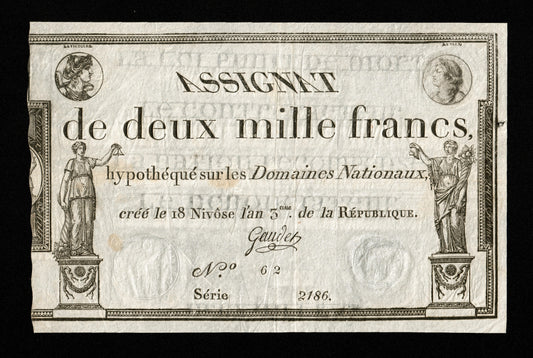 ASSIGNAT
de deux mille francs,
hypothéqué sur les Domaines Nationaux,
créé le 18 Nivôse l'an 3me. de la RÉPUBLIQUE.
Gaudet
No 62
Série 2186.